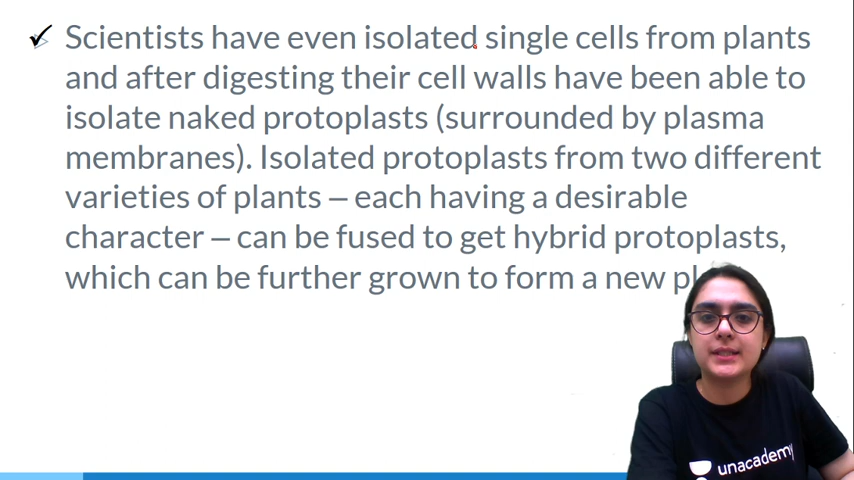 Scientists have even isolated single cells from plants
and after digesting their cell walls have been able to
isolate naked protoplasts (surrounded by plasma
membranes). Isolated protoplasts from two different
varieties of plants – each having a desirable
character – can be fused to get hybrid protoplasts,
which can be further grown to form a new
unacademy